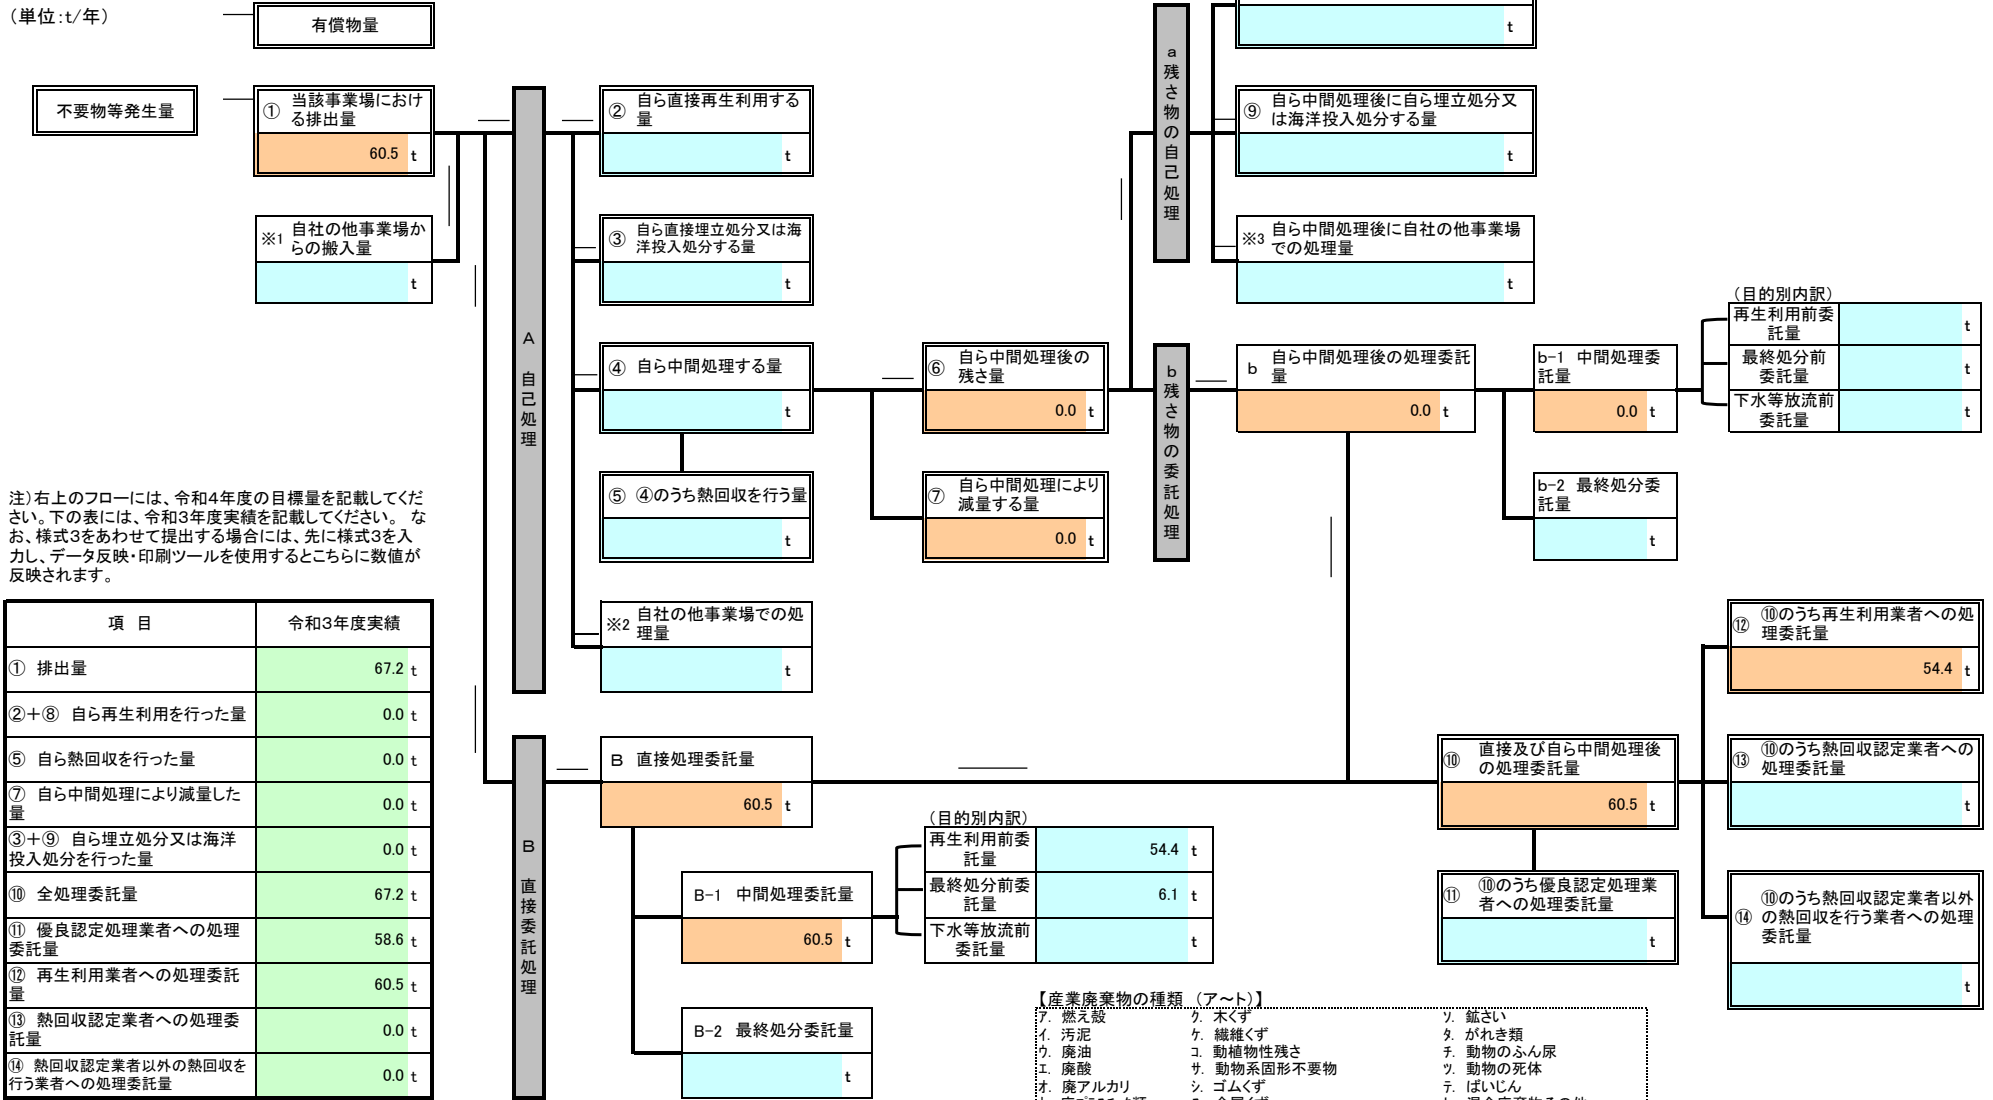 (単位:t/年)
有償物量
t
不要物等発生量
① 当該事業場におけ
る排出量
60.5 t
※1 自社の他事業場か
らの搬入量
t
A 自己処理
② 自ら直接再生利用する
量
t
③ 自ら直接埋立処分又は海
洋投入処分する量
t
④ 自ら中間処理する量
t
⑤ ④のうち熱回収を行う量
t
※2 自社の他事業場での処
理量
t
⑥ 自ら中間処理後の
残さ量
0.0 t
⑦ 自ら中間処理により
減量する量
0.0 t
a残さ物の自己処理
⑨ 自ら中間処理後に自ら埋立処分又
は海洋投入処分する量
t
※3 自ら中間処理後に自社の他事業場
での処理量
t
b残さ物の委託処理
b 自ら中間処理後の処理委託
量
0.0 t
b-1 中間処理委
託量
0.0 t
(目的別内訳)
再生利用前委
託量
t
最終処分前
委託量
t
下水等放流前
委託量
t
b-2 最終処分委
託量
t
注)右上のフローには、令和4年度の目標量を記載してくだ
さい。下の表には、令和3年度実績を記載してください。 な
お、様式3をあわせて提出する場合には、先に様式3を入
力し、データ反映・印刷ツールを使用するとこちらに数値が
反映されます。
項 目 令和3年度実績
① 排出量 67.2 t
②+⑧ 自ら再生利用を行った量 0.0 t
⑤ 自ら熱回収を行った量 0.0 t
⑦ 自ら中間処理により減量した
量 0.0 t
③+⑨ 自ら埋立処分又は海洋
投入処分を行った量 0.0 t
⑩ 全処理委託量 67.2 t
⑪ 優良認定処理業者への処理
委託量 58.6 t
⑫ 再生利用業者への処理委託
量 60.5 t
⑬ 熱回収認定業者への処理委
託量 0.0 t
⑭ 熱回収認定業者以外の熱回収を
行う業者への処理委託量 0.0 t
B 直接委託処理
B 直接処理委託量
60.5 t
B-1 中間処理委託量
60.5 t
(目的別内訳)
再生利用前委
託量
54.4 t
最終処分前委
託量
6.1 t
下水等放流前
委託量
t
B-2 最終処分委託量
t
⑩ 直接及び自ら中間処理後
の処理委託量
60.5 t
⑪ ⑩のうち優良認定処理業
者への処理委託量
t
⑫ ⑩のうち再生利用業者への処
理委託量
54.4 t
⑬ ⑩のうち熱回収認定業者への
処理委託量
t
⑭ ⑩のうち熱回収認定業者以外
の熱回収を行う業者への処理
委託量
t
【産業廃棄物の種類 (ア～ト)】
ア. 燃え殻 ク. 木くず ソ. 鉱さい
イ. 汚泥 ケ. 繊維くず タ. がれき類
ウ. 廃油 コ. 動植物性残さ チ. 動物のふん尿
エ. 廃酸 サ. 動物系固形不要物 ツ. 動物の死体
オ. 廃アルカリ シ. ゴムくず テ. ばいじん